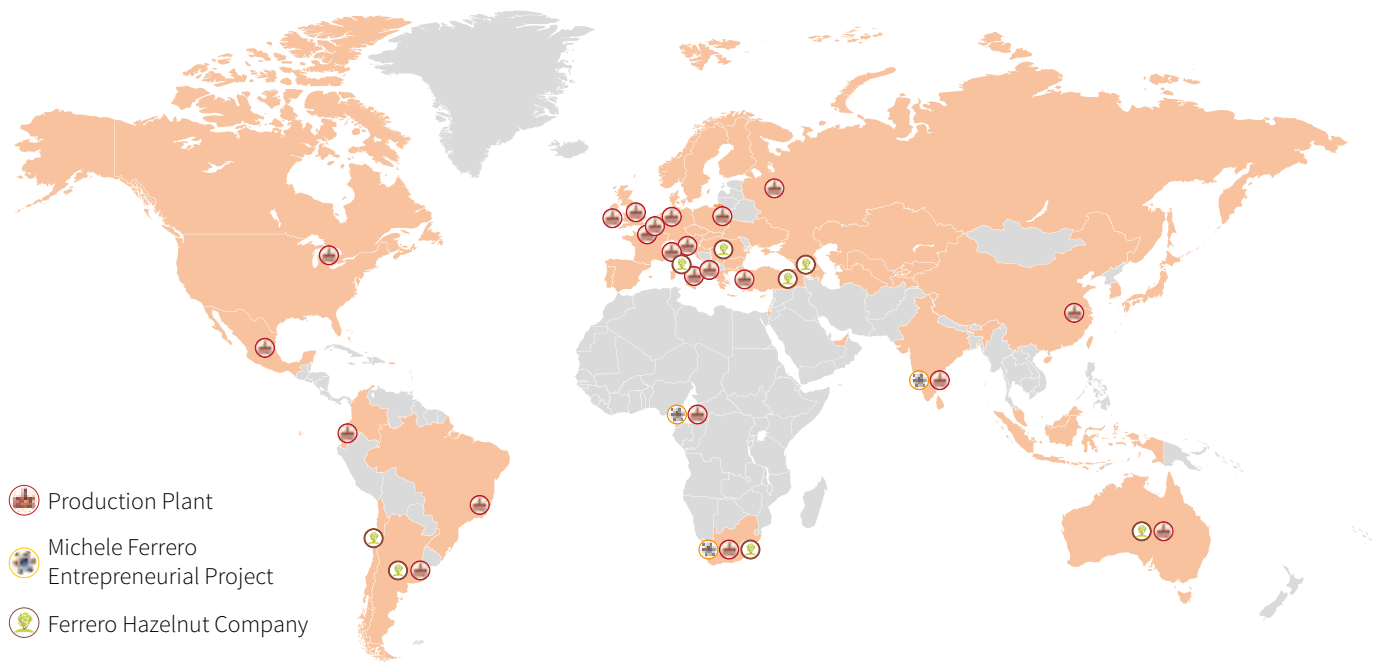 Production Plant
Michele Ferrero
Entrepreneurial Project
Ferrero Hazelnut Company